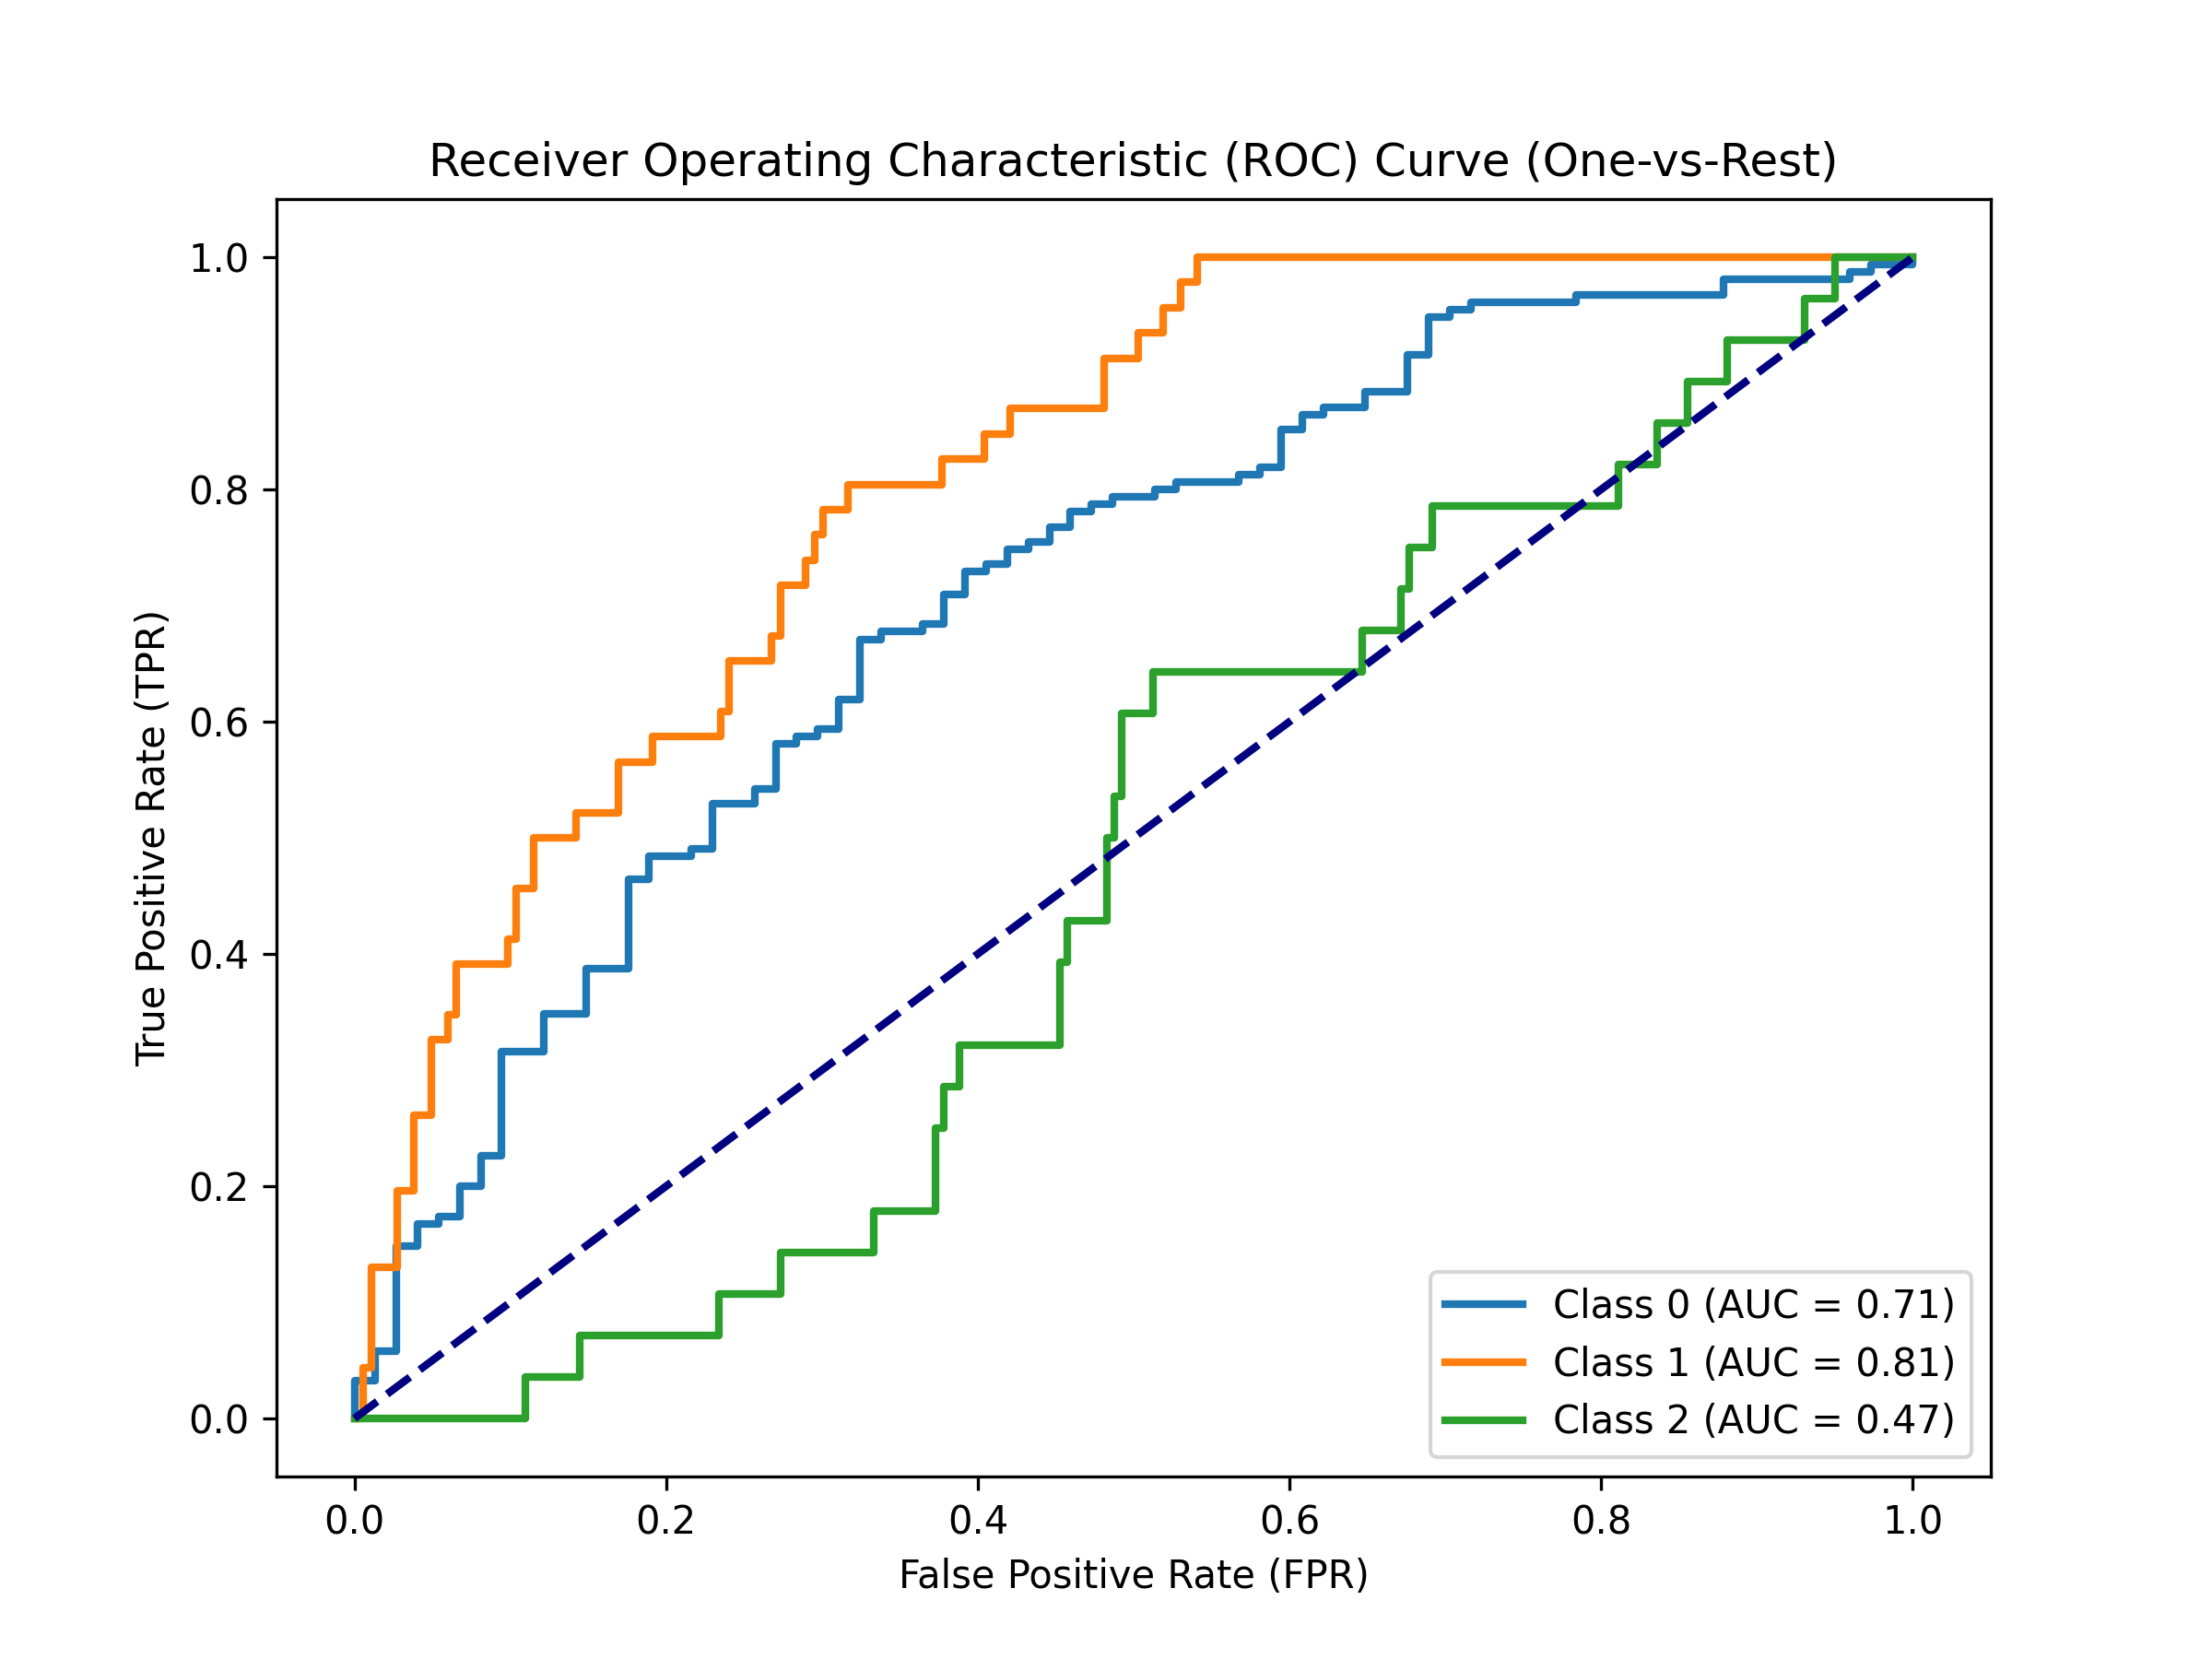 Receiver Operating Characteristic (ROC) Curve (One-vs-Rest)
1.0
0.8
0.6
0.4
0.2
0.0
True Positive Rate (TPR)
Class 0 (AUC = 0.71)
Class 1 (AUC = 0.81)
Class 2 (AUC = 0.47)
0.0 0.2 0.4 0.6 0.8 1.0
False Positive Rate (FPR)